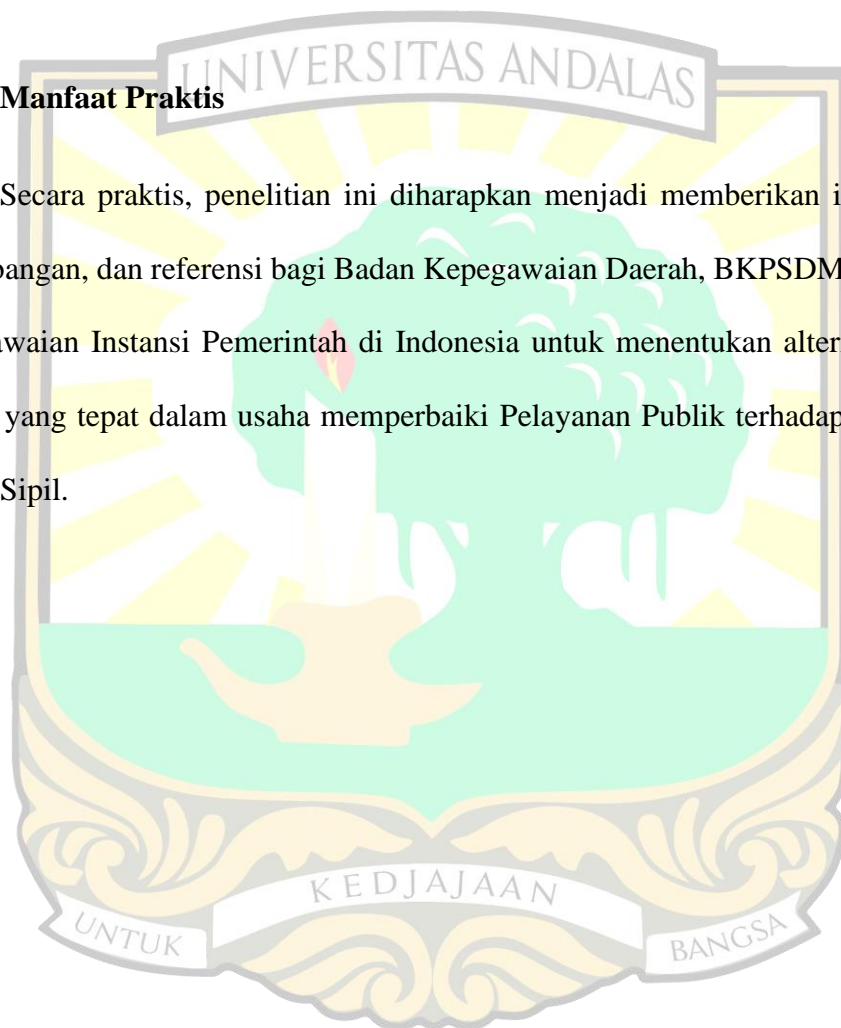 UNIVERSITAS ANDALAS
Manfaat Praktis
Secara praktis, penelitian ini diharapkan menjadi memberikan i
bangan, dan referensi bagi Badan Kepegawaian Daerah, BKPSDM
awaian Instansi Pemerintah di Indonesia untuk menentukan alter
yang tepat dalam usaha memperbaiki Pelayanan Publik terhadap
Sipil.
KEDJAJAAN
UNTUK
BANGSA